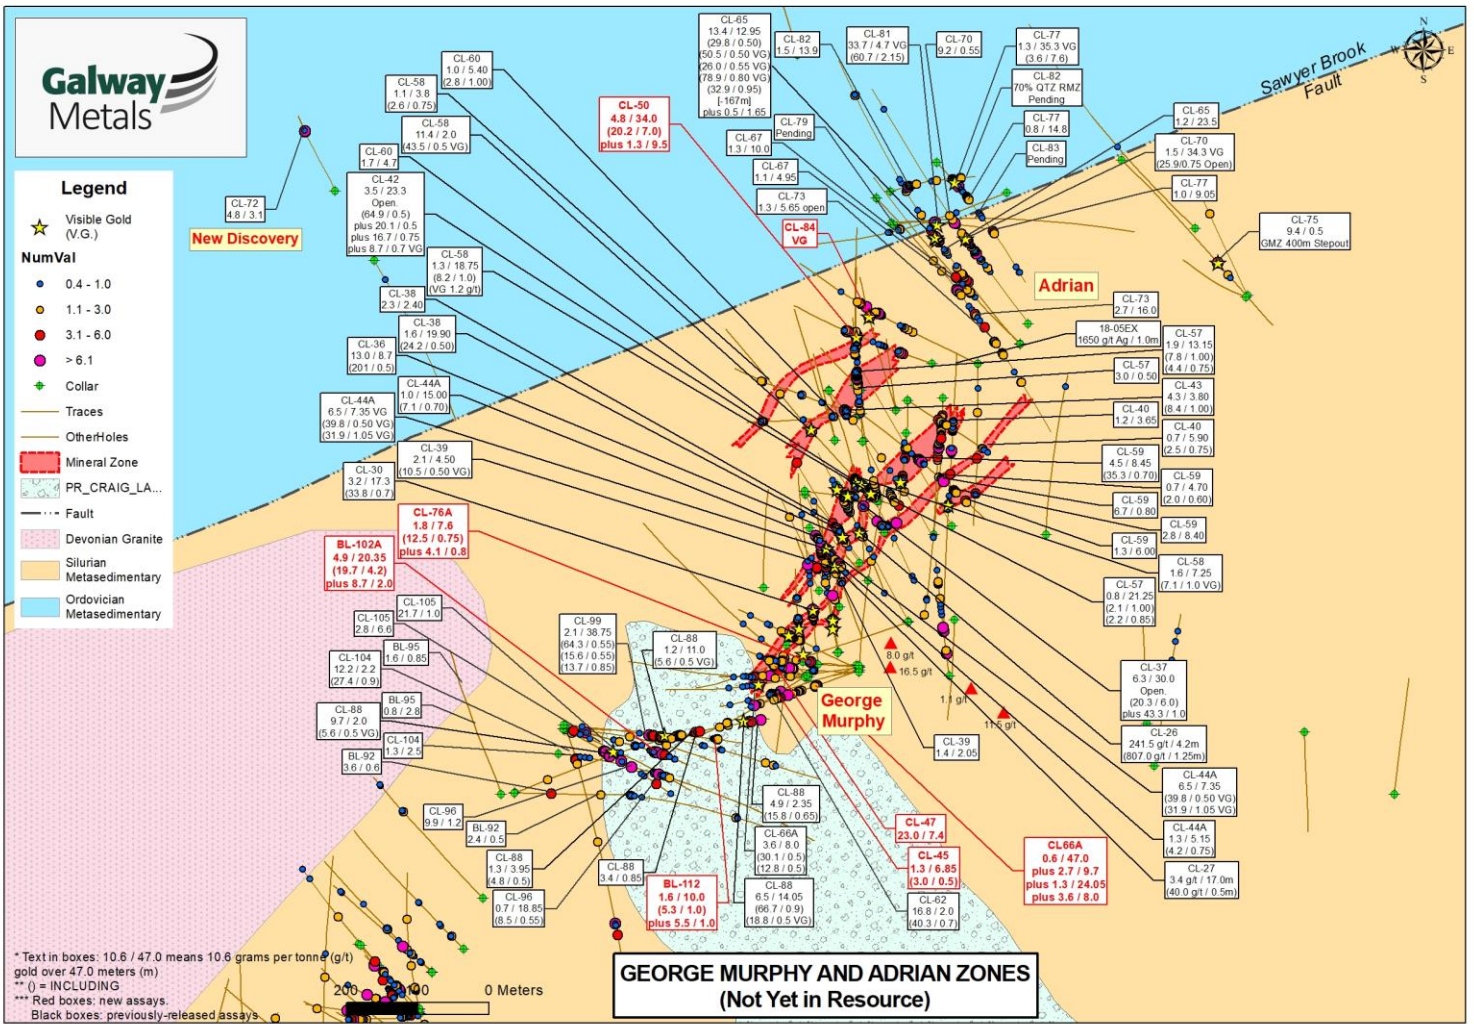 Galway
Metals
Legend
Visible Gold
(V.G.)
NumVal
0.4 - 1.0
1.1 - 3.0
3.1 - 6.0
> 6.1
Collar
Traces
OtherHoles
Mineral Zone
PR_CRAIG_LA...
Fault
Devonian Granite
Silurian
Metasedimentary
Ordovician
Metasedimentary
CL-72
4.8 / 3.1
New Discovery
CL-60
1.0 / 5.40
(2.8 / 1.00)
CL-58
1.1 / 3.8
(2.6 / 0.75)
CL-58
11.4 / 2.0
(43.5 / 0.5 VG)
CL-60
1.7 / 4.7
CL-42
3.5 / 23.3
Open.
(64.9 / 0.5)
plus 20.1 / 0.5
plus 16.7 / 0.75
plus 8.7 / 0.7 VG
CL-58
1.3 / 18.75
(8.2 / 1.0)
(VG 1.2 g/t)
CL-38
2.3 / 2.40
CL-38
1.6 / 19.90
(24.2 / 0.50)
CL-36
13.0 / 8.7
(201 / 0.5)
CL-44A
1.0 / 15.00
(7.1 / 0.70)
CL-44A
6.5 / 7.35 VG
(39.8 / 0.50 VG)
(31.9 / 1.05 VG)
CL-39
2.1 / 4.50
(10.5 / 0.50 VG)
CL-30
3.2 / 17.3
(33.8 / 0.7)
CL-76A
1.8 / 7.6
(12.5 / 0.75)
plus 4.1 / 0.8
BL-102A
4.9 / 20.35
(19.7 / 4.2)
plus 8.7 / 2.0
CL-105
21.7 / 1.0
CL-105
2.8 / 6.6
BL-95
1.6 / 0.85
CL-104
12.2 / 2.2
(27.4 / 0.9)
BL-95
0.8 / 2.8
CL-88
9.7 / 2.0
(5.6 / 0.5 VG)
CL-104
1.3 / 2.5
BL-92
3.6 / 0.6
CL-96
9.9 / 1.2
BL-92
2.4 / 0.5
CL-88
1.3 / 3.95
(4.8 / 0.5)
CL-96
0.7 / 18.85
(8.5 / 0.55)
CL-50
4.8 / 34.0
(20.2 / 7.0)
plus 1.3 / 9.5
CL-65
13.4 / 12.95
(29.8 / 0.50)
(50.5 / 0.50 VG)
(26.0 / 0.55 VG)
(78.9 / 0.80 VG)
(32.9 / 0.95)
[-167m]
plus 0.5 / 1.65
CL-82
1.5 / 13.9
CL-81
33.7 / 4.7 VG
(60.7 / 2.15)
CL-70
9.2 / 0.55
CL-77
1.3 / 35.3 VG
(3.6 / 7.6)
CL-82
70% QTZ RMZ
Pending
CL-77
0.8 / 14.8
CL-83
Pending
CL-79
Pending
CL-67
1.3 / 10.0
CL-67
1.1 / 4.95
CL-73
1.3 / 5.65 open
CL-84
VG
Sawyer Brook
Fault
N
W
E
S
CL-65
1.2 / 23.5
CL-70
1.5 / 34.3 VG
(25.9/0.75 Open)
CL-77
1.0 / 9.05
CL-75
9.4 / 0.5
GMZ 400m Stepout
Adrian
CL-73
2.7 / 16.0
18-05EX
1650 g/t Ag / 1.0m
CL-57
1.9 / 13.15
(7.8 / 1.00)
(4.4 / 0.75)
CL-57
3.0 / 0.50
CL-43
4.3 / 3.80
(8.4 / 1.00)
CL-40
1.2 / 3.65
CL-40
0.7 / 5.90
(2.5 / 0.75)
CL-59
4.5 / 8.45
(35.3 / 0.70)
CL-59
0.7 / 4.70
(2.0 / 0.60)
CL-59
6.7 / 0.80
CL-59
2.8 / 8.40
CL-59
1.3 / 6.00
CL-58
1.6 / 7.25
(7.1 / 1.0 VG)
CL-57
0.8 / 21.25
(2.1 / 1.00)
(2.2 / 0.85)
CL-37
6.3 / 30.0
Open.
(20.3 / 6.0)
plus 43.3 / 1.0
CL-26
241.5 g/t / 4.2m
(807.0 g/t / 1.25m)
CL-44A
6.5 / 7.35
(39.8 / 0.50 VG)
(31.9 / 1.05 VG)
CL-44A
1.3 / 5.15
(4.2 / 0.75)
CL-27
3.4 g/t / 17.0m
(40.0 g/t / 0.5m)
8.0 g/t
16.5 g/t
1.1 g/t
11.5 g/t
George
Murphy
CL-39
1.4 / 2.05
CL-99
2.1 / 38.75
(64.3 / 0.55)
(15.6 / 0.55)
(13.7 / 0.85)
CL-88
1.2 / 11.0
(5.6 / 0.5 VG)
CL-88
4.9 / 2.35
(15.8 / 0.65)
CL-66A
3.6 / 8.0
(30.1 / 0.5)
(12.8 / 0.5)
CL-88
6.5 / 14.05
(66.7 / 0.9)
(18.8 / 0.5 VG)
CL-88
3.4 / 0.85
BL-112
1.6 / 10.0
(5.3 / 1.0)
plus 5.5 / 1.0
CL-47
23.0 / 7.4
CL-45
1.3 / 6.85
(3.0 / 0.5)
CL-62
16.8 / 2.0
(40.3 / 0.7)
CL66A
0.6 / 47.0
plus 2.7 / 9.7
plus 1.3 / 24.05
plus 3.6 / 8.0
* Text in boxes: 10.6 / 47.0 means 10.6 grams per tonne (g/t)
gold over 47.0 meters (m)
** () = INCLUDING
*** Red boxes: new assays.
Black boxes: previously-released assays
200 100 0 Meters
GEORGE MURPHY AND ADRIAN ZONES
(Not Yet in Resource)